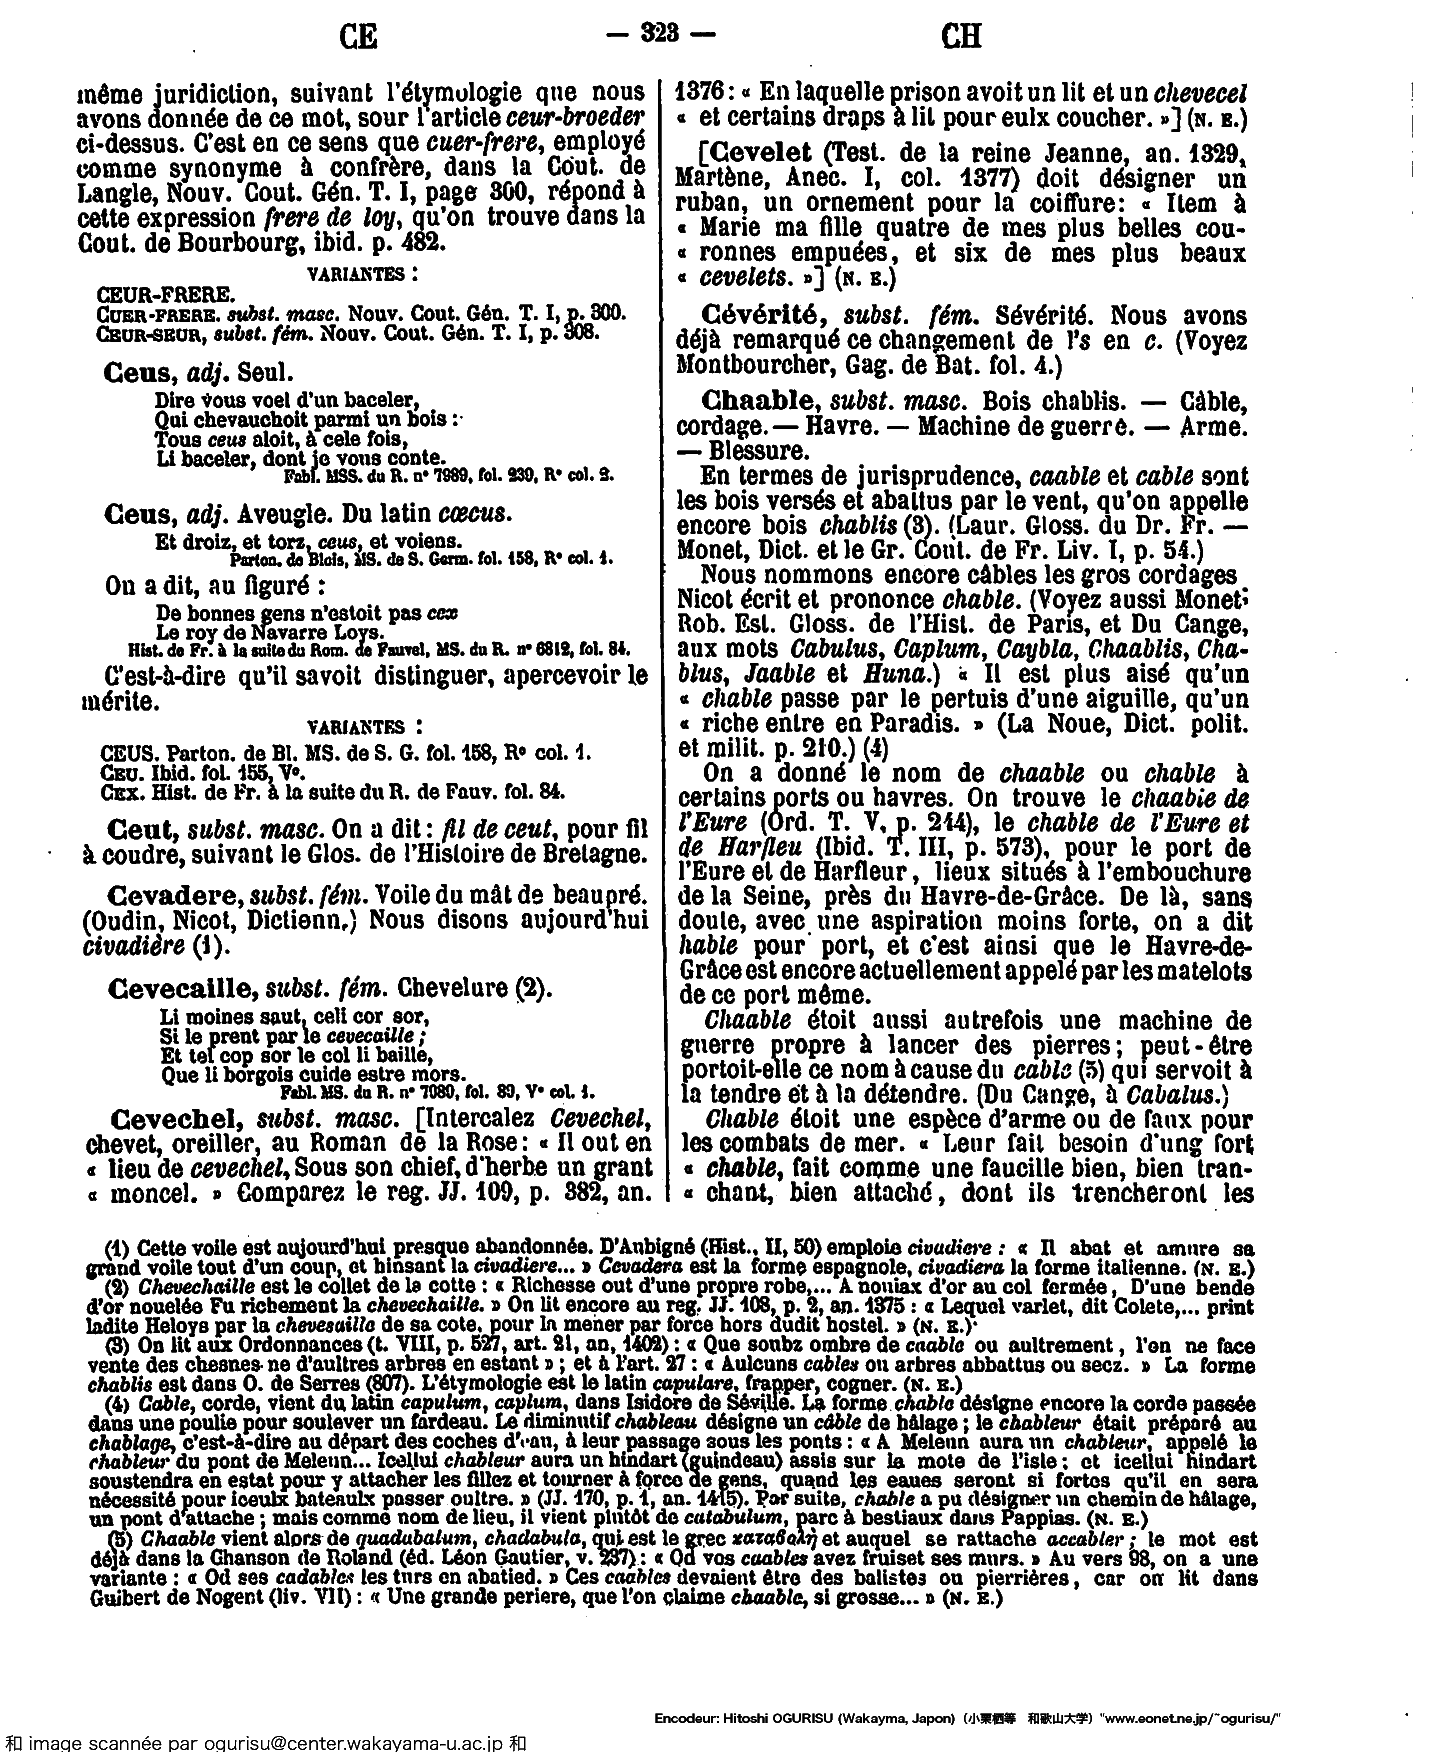 CE
— 323 —
CH
même juridiction, suivant l'étymologie que nous
avons donnée de ce mot, sour l'article ceur-broeder
ci-dessus. C'est en ce sens que cuer-frere, employé
comme synonyme à confrère, dans la Cout. de
Langle, Nouv. Cout. Gén. T. I, page 300, répond à
cette expression frere de loy, qu'on trouve dans la
Cout. de Bourbourg, ibid. p. 482.
VARIANTES :
CEUR-FRERE.
CUER-FRERE. subst. masc. Nouv. Cout. Gén. T. I, p. 300.
CEUR-SEUR, subst. fém. Nouv. Cout. Gén. T. I, p. 308.
Ceus, adj. Seul.
Dire vous voel d'un baceler,
Qui chevauchoit parmi un bois :
Tous ceus aloit, à cele fois,
Li baceler, dont je vous conte.
Fabl. MSS. du R. n° 7989, fol. 239, R° col. 2.
Ceus, adj. Aveugle. Du latin cœcus.
Et droiz, et torz, ceus, et voiens.
Parton. de Blois, MS. de S. Germ. fol. 158, R° col. 1.
On a dit, au figuré :
De bonnes gens n'estoit pas cex
Le roy de Navarre Loys.
Hist. de Fr. à la suite du Rom. de Fauvel, MS. du R. n° 6812, fol. 84.
C'est-à-dire qu'il savoit distinguer, apercevoir le
mérite.
VARIANTES :
CEUS. Parton. de Bl. MS. de S. G. fol. 158, R° col. 1.
CEU. Ibid. fol. 155, V°.
CEX. Hist. de Fr. à la suite du R. de Fauv. fol. 84.
Ceut, subst. masc. On a dit : fil de ceut, pour fil
à coudre, suivant le Glos. de l'Histoire de Bretagne.
Cevadere, subst. fém. Voile du mât de beaupré.
(Oudin, Nicot, Dictienn,) Nous disons aujourd'hui
civadière (1).
Cevecaille, subst. fém. Chevelure (2).
Li moines saut, celi cor sor,
Si le prent par le cevecaille ;
Et tel cop sor le col li baille,
Que li borgois cuide estre mors.
Fabl. MS. du R. n° 7989, fol. 89, V° col. 1.
Cevechel, subst. masc. [Intercalez Cevechel,
chevet, oreiller, au Roman de la Rose : « Il out en
« lieu de cevechel, Sous son chief, d'herbe un grant
« moncel. » Comparez le reg. JJ. 109, p. 382, an.
1376 : « En laquelle prison avoit un lit et un chevecel
« et certains draps à lit pour eulx coucher. »] (N. E.)
[Cevelet (Test. de la reine Jeanne, an. 1329,
Martène, Anec. I, col. 1377) doit désigner un
ruban, un ornement pour la coiffure: « Item à
« Marie ma fille quatre de mes plus belles cou-
« ronnes empuées, et six de mes plus beaux
« cevelets. »] (N. E.)
Cévérité, subst. fém. Sévérité. Nous avons
déjà remarqué ce changement de l's en c. (Voyez
Montbourcher, Gag. de Bat. fol. 4.)
Chaable, subst. masc. Bois chablis. — Câble,
cordage. — Havre. — Machine de guerre. — Arme.
— Blessure.
En termes de jurisprudence, caable et cable sont
les bois versés et abattus par le vent, qu'on appelle
encore bois chablis (3). (Laur. Gloss. du Dr. Fr. —
Monet, Dict. et le Gr. Cout. de Fr. Liv. I, p. 54.)
Nous nommons encore câbles les gros cordages
Nicot écrit et prononce chable. (Voyez aussi Monet;
Rob. Est. Gloss. de l'Hist. de Paris, et Du Cange,
aux mots Cabulus, Caplum, Caybla, Chaablis, Cha-
blus, Jaable et Huna.) « Il est plus aisé qu'un
« chable passe par le pertuis d'une aiguille, qu'un
« riche entre en Paradis. » (La Noue, Dict. polit.
et milit. p. 210.) (4)
On a donné le nom de chaable ou chable à
certains ports ou havres. On trouve le chaabie de
l'Eure (Ord. T. V, p. 244), le chable de l'Eure et
de Harfleu (Ibid. T. III, p. 573), pour le port de
l'Eure et de Harfleur, lieux situés à l'embouchure
de la Seine, près du Havre-de-Grâce. De là, sans
doute, avec une aspiration moins forte, on a dit
hable pour port, et c'est ainsi que le Havre-de-
Grâce est encore actuellement appelé par les matelots
de ce port même.
Chaable étoit aussi autrefois une machine de
guerre propre à lancer des pierres ; peut-être
portoit-elle ce nom à cause du cable (5) qui servoit à
la tendre et à la détendre. (Du Cange, à Cabalus.)
Chable étoit une espèce d'arme ou de faux pour
les combats de mer. « Leur fait besoin d'ung fort
« chable, fait comme une faucille bien, bien tran-
« chant, bien attaché, dont ils trencheront les
(1) Cette voile est aujourd'hui presque abandonnée. D'Aubigné (Hist., II, 50) emploie civadiere : « Il abat et amure sa
grand voile tout d'un coup, et hinsant la civadiere... » Cevadera est la forme espagnole, civadiera la forme italienne. (N. E.)
(2) Chevechaille est le collet de la cotte : « Richesse out d'une propre robe,... A nouiax d'or au col fermée, D'une bende
d'or nouelée Fu richement la chevechaille. » On lit encore au reg. JJ. 108, p. 2, an. 1375 : « Lequel varlet, dit Colete,... print
ladite Heloys par la chevesaille de sa cote, pour la mener par force hors dudit hostel. » (N. E.)
(3) On lit aux Ordonnances (t. VIII, p. 527, art. 21, an, 1402) : « Que soubz ombre de caable ou aultrement, l'on ne face
vente des chesnes ne d'aultres arbres en estant » ; et à l'art. 27 : « Aulcuns cables ou arbres abbattus ou secz. » La forme
chablis est dans O. de Serres (807). L'étymologie est le latin capulare, frapper, cogner. (N. E.)
(4) Cable, corde, vient du latin capulum, caplum, dans Isidore de Séville. La forme chable désigne encore la corde passée
dans une poulie pour soulever un fardeau. Le diminutif chableau désigne un câble de hâlage ; le chableur était préparé au
chablage, c'est-à-dire au départ des coches d'eau, à leur passage sous les ponts : « A Meleun aura un chableur, appelé le
chableur du pont de Meleun... Icellui chableur aura un hindart (guindeau) assis sur la mote de l'isle ; et icellui hindart
soustendra en estat pour y attacher les fillez et tourner à force de gens, quand les eaues seront si fortes qu'il en sera
nécessité pour iceulx bateaulx passer oultre. » (JJ. 170, p. 1, an. 1415). Par suite, chable a pu désigner un chemin de hâlage,
un pont d'attache ; mais comme nom de lieu, il vient plutôt de catabulum, parc à bestiaux dans Pappias. (N. E.)
(5) Chaable vient alors de quadubalum, chadabula, qui est le grec καταβολή et auquel se rattache accabler ; le mot est
déjà dans la Chanson de Roland (éd. Léon Gautier, v. 237) : « Od vos caables avez fruiset ses murs. » Au vers 98, on a une
variante : « Od ses cadables les turs en abatied. » Ces caables devaient être des balistes ou pierrières, car on lit dans
Guibert de Nogent (liv. VII) : « Une grande periere, que l'on claime chaable, si grosse... » (N. E.)
Encodeur: Hitoshi OGURISU (Wakayma, Japon) (小栗栖等 和歌山大学) "www.eonet.ne.jp/~ogurisu/"
和 image scannée par ogurisu@center.wakayama-u.ac.jp 和